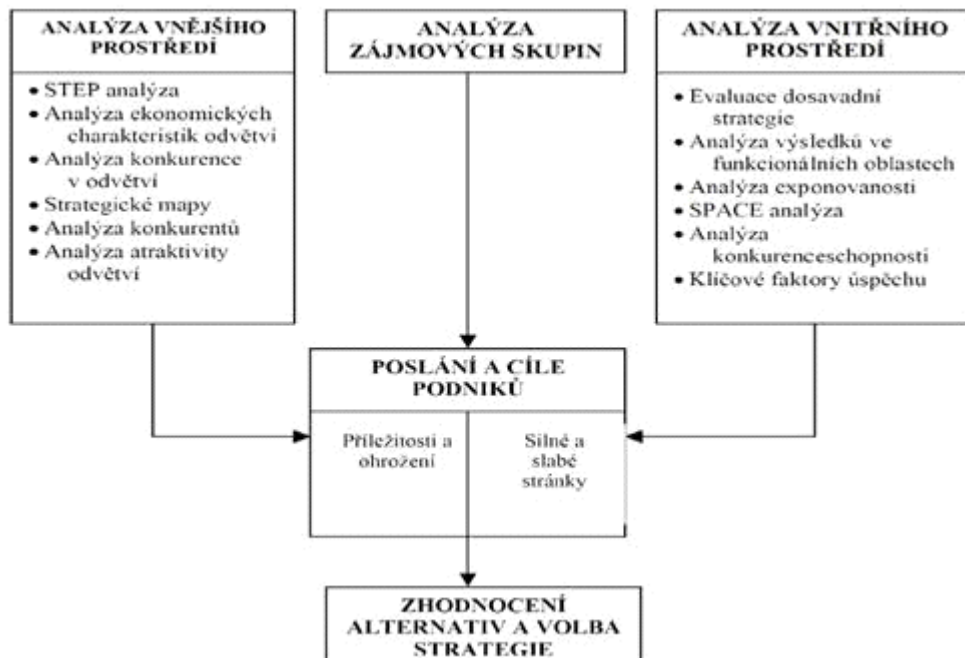 ANALÝZA VNĚJŠÍHO
PROSTŘEDÍ
• STEP analýza
• Analýza ekonomických
charakteristik odvětví
• Analýza konkurence
v odvětví
• Strategické mapy
• Analýza konkurentů
• Analýza atraktivity
odvětví
ANALÝZA
ZÁJMOVÝCH SKUPIN
ANALÝZA VNITŘNÍHO
PROSTŘEDÍ
• Evaluace dosavadní
strategie
• Analýza výsledků ve
funkcionálních oblastech
• Analýza exponovanosti
• SPACE analýza
• Analýza
konkurenceschopnosti
• Klíčové faktory úspěchu
POSLÁNÍ A CÍLE
PODNIKŮ
Příležitosti a
ohrožení
Silné a
slabé
stránky
ZHODNOCENÍ
ALTERNATIV A VOLBA
STRATEGIE